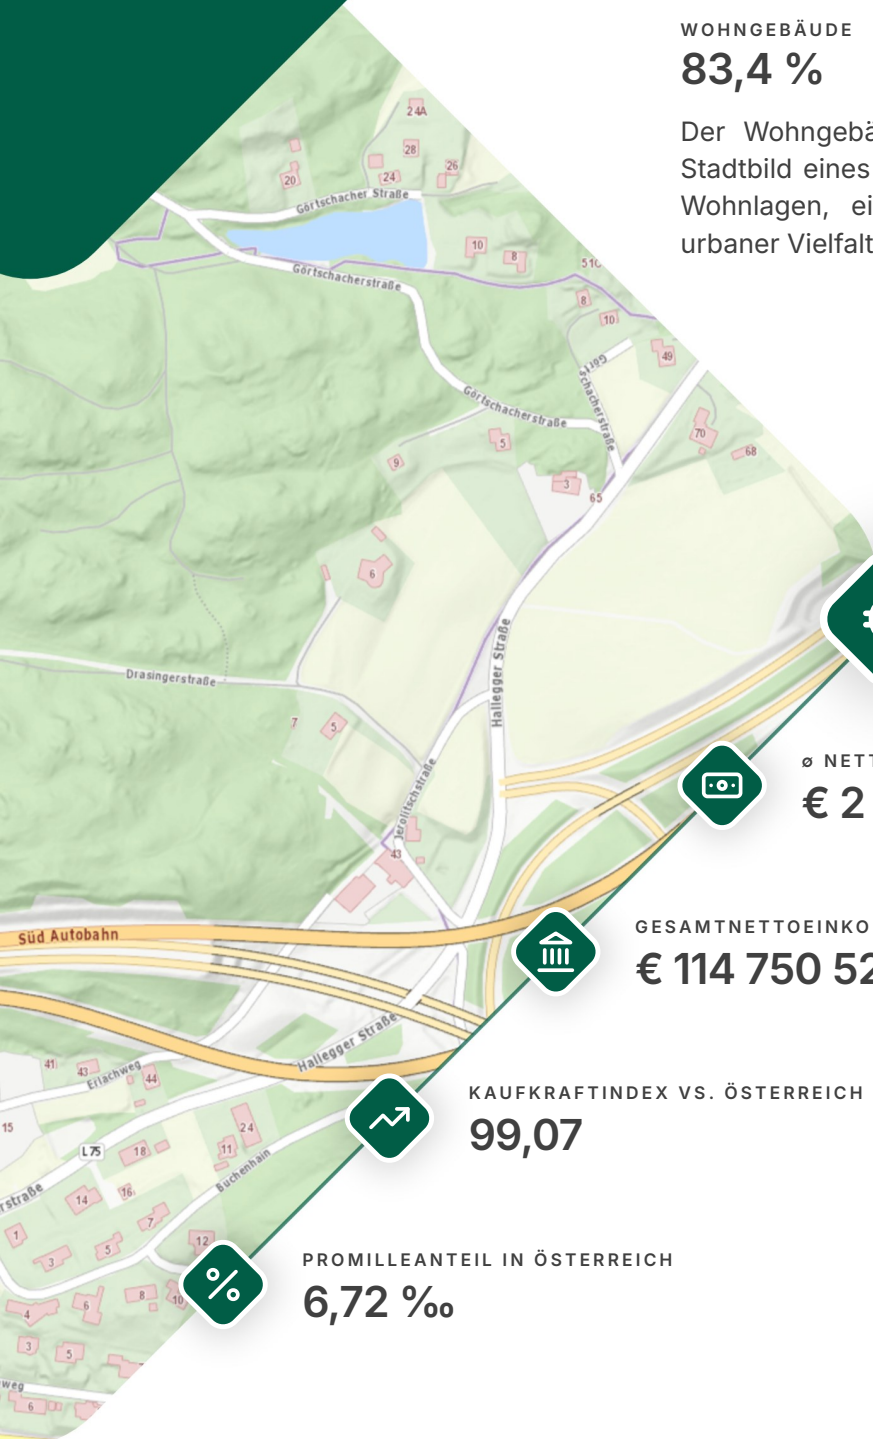 WOHNGEBÄUDE
83,4 %
Der Wohngebä
Stadtbild eines
Wohnlagen, ei
urbaner Vielfalt
24A
28
26
20
24
Görtschacher Straße
10
8
510
Görtschacherstraße
8
10
49
Görtschacherstraße
Görtschacherstraße
70
5
68
9
3
65
6
Hallegger Straße
Drasingerstraße
7
5
Jerolitschstraße
43
ø NETT
€ 2
Süd Autobahn
GESAMTNETTOEINKO
€ 114 750 52
Hallegger Straße
41
43
Erlachweg
44
KAUFKRAFTINDEX VS. ÖSTERREICH
99,07
15
24
L75
18
11
Buchenhain
14
16
rstraße
7
1
5
3
12
PROMILLEANTEIL IN ÖSTERREICH
6,72 ‰
8
10
6
4
3
5
weg
6